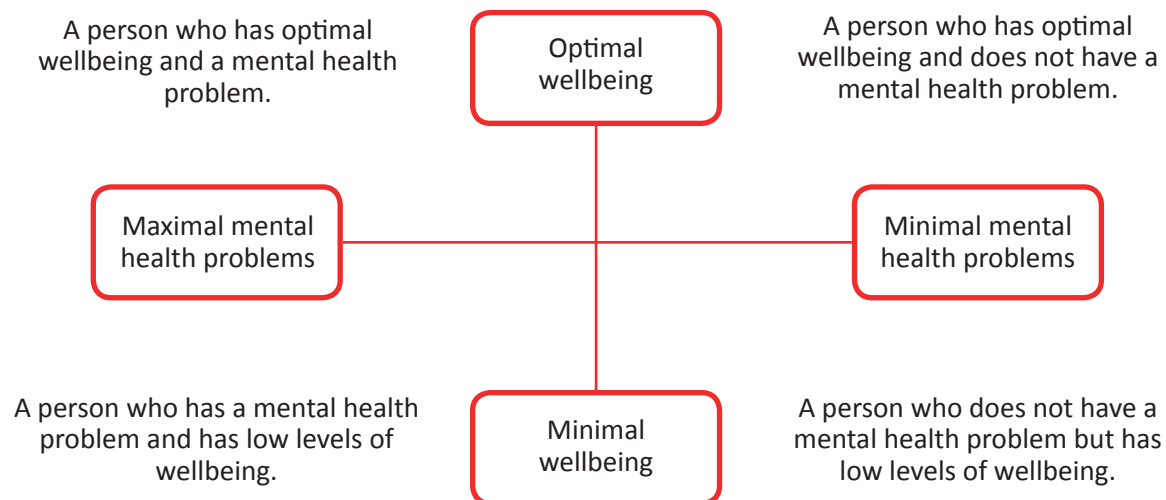 A person who has optimal
wellbeing and a mental health
problem.
Optimal
wellbeing
A person who has optimal
wellbeing and does not have a
mental health problem.
Maximal mental
health problems
Minimal mental
health problems
A person who has a mental health
problem and has low levels of
wellbeing.
Minimal
wellbeing
A person who does not have a
mental health problem but has
low levels of wellbeing.